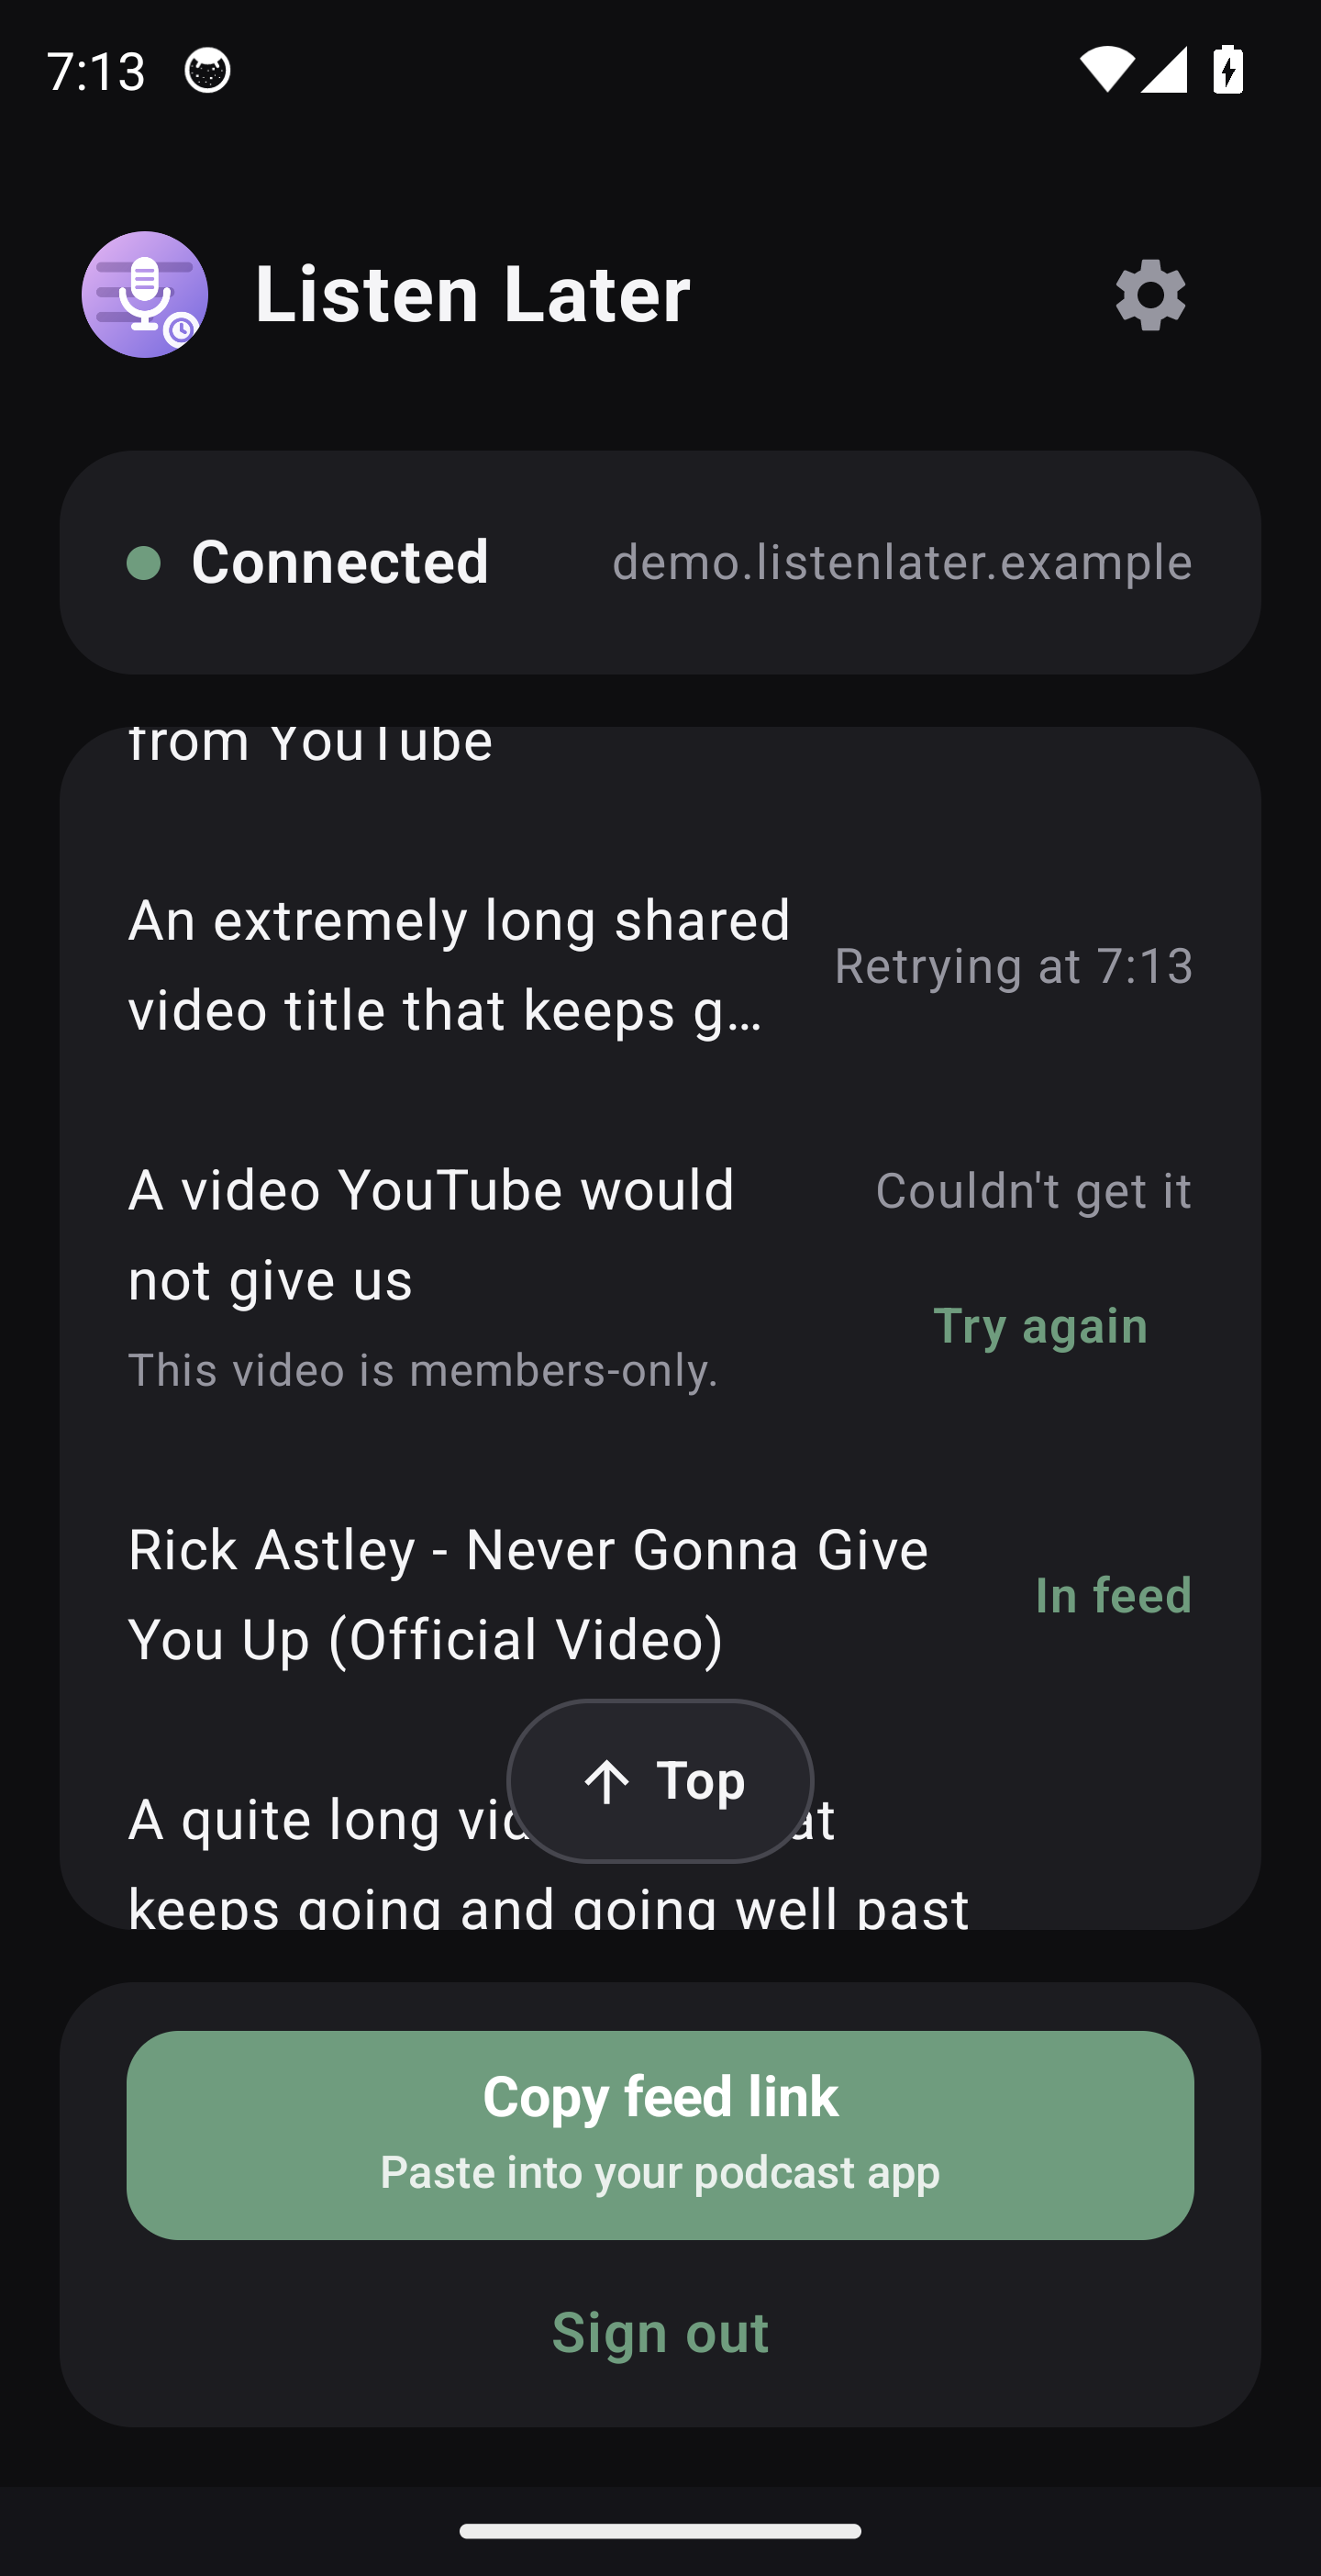 7:13
Listen Later
Connected
demo.listenlater.example
from YouTube
An extremely long shared
video title that keeps g…
Retrying at 7:13
A video YouTube would
not give us
This video is members-only.
Couldn't get it
Try again
Rick Astley - Never Gonna Give
You Up (Official Video)
In feed
Top
A quite long
keeps going and going well past
Copy feed link
Paste into your podcast app
Sign out